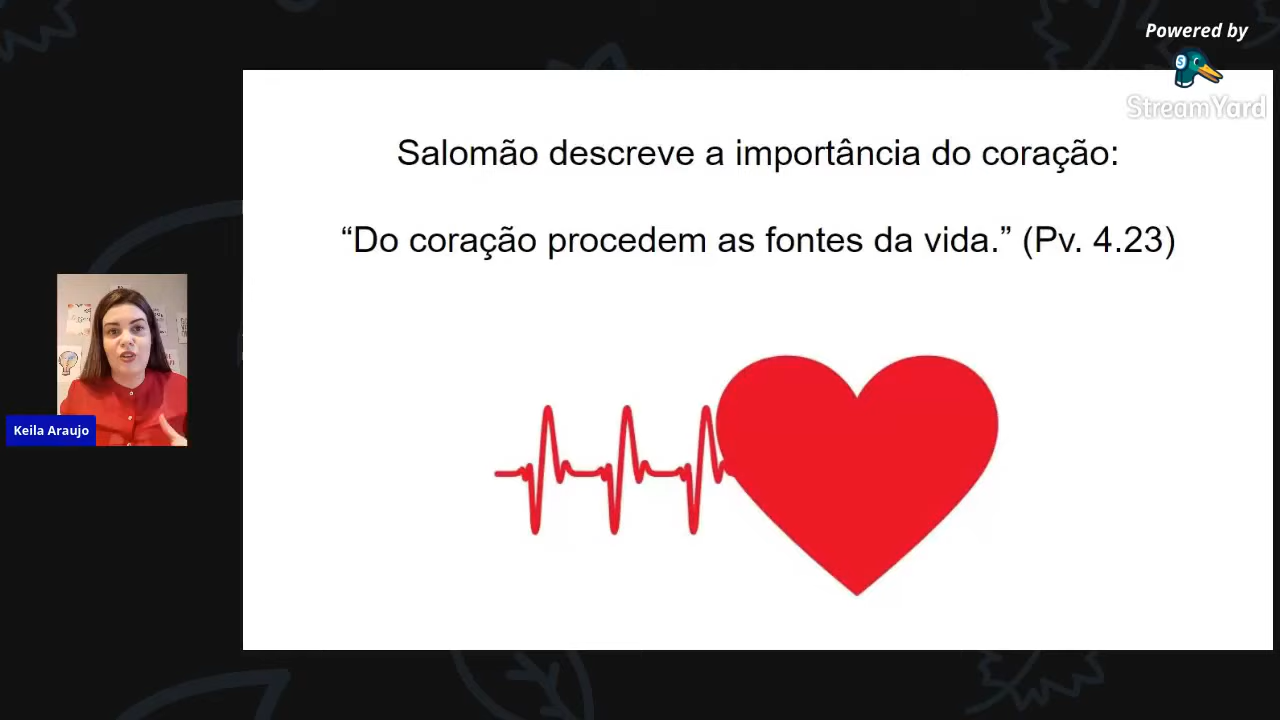 Powered by
StreamYard
Salomão descreve a importância do coração:
“Do coração procedem as fontes da vida.” (Pv. 4.23)
Keila Araujo